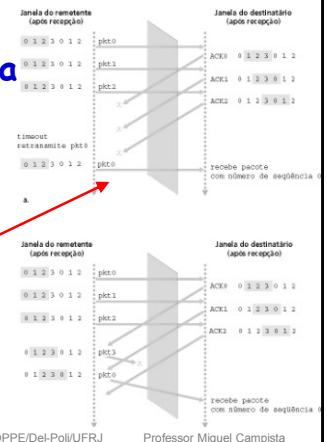 Janela do remetente
(após recepção)
Janela do destinatário
(após recepção)
0 1 2 3 0 1 2 pkt0
ACK0 0 1 2 3 0 1 2
a
0 1 2 3 0 1 2 pkt1
ACK1 0 1 2 3 0 1 2
0 1 2 3 0 1 2 pkt2
ACK2 0 1 2 3 0 1 2
x
x
x
timeout
retransmite pkt0
0 1 2 3 0 1 2 pkt0
recebe pacote
com número de seqüência 0
a.
Janela do remetente
(após recepção)
Janela do destinatário
(após recepção)
0 1 2 3 0 1 2 pkt0
ACK0 0 1 2 3 0 1 2
0 1 2 3 0 1 2 pkt1
ACK1 0 1 2 3 0 1 2
0 1 2 3 0 1 2 pkt2
ACK2 0 1 2 3 0 1 2
0 1 2 3 0 1 2 pkt3
x
0 1 2 3 0 1 2 pkt0
recebe pacote
com número de seqüência 0
OPPE/Del-Poli/UFRJ Professor Miguel Campista